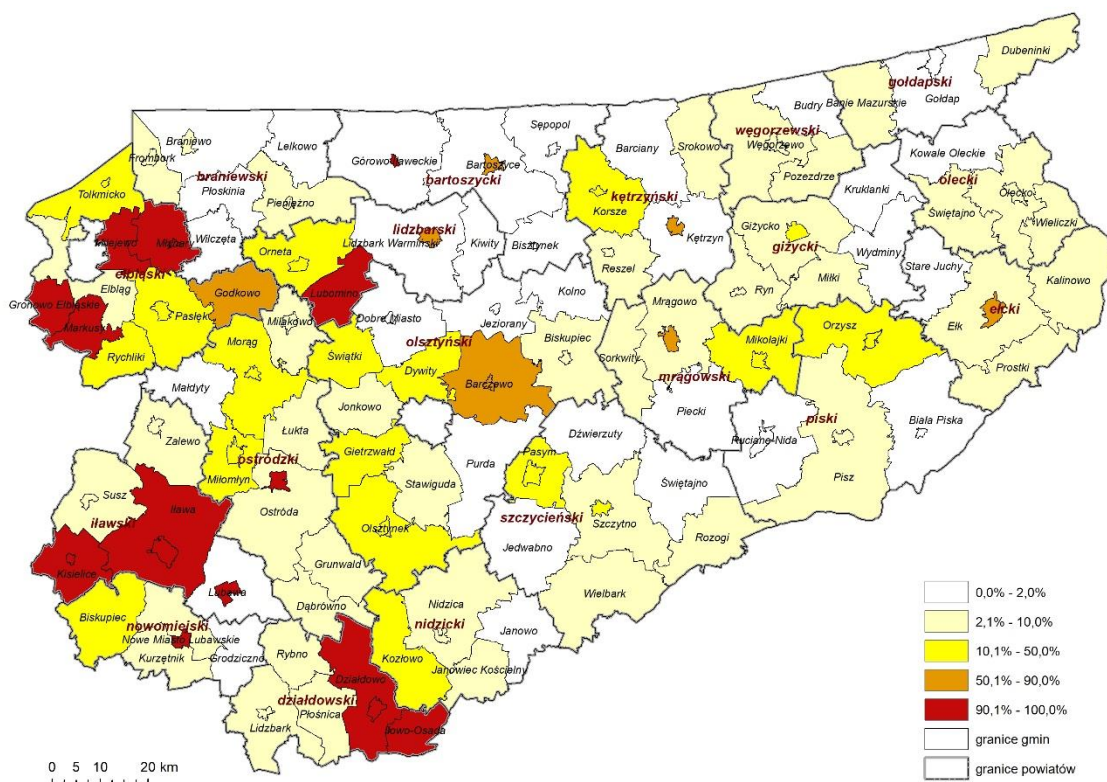 Dubeninki
gołdapski
Gołdap
Budry
Banie Mazurskie
węgorzewski
Węgorzewo
Pozezdrze
Sępopol
Barciany
Srokowo
Braniewo
Lelkowo
Frombork
braniewski
Płoskinia
Górowo Iławeckie
Bartoszyce
bartoszycki
Kowale Oleckie
olecki
Olecko
Świętajno
Wieliczki
Kruklanki
Tolkmicko
Pieniężno
kętrzyński
Korsze
Kętrzyn
Giżycko
giżycki
Wydminy
Stare Juchy
Kalinowo
Milejewo
Młynary
Wilczęta
Orneta
Lidzbark Warmiński
lidzbarski
Kiwity
Bisztynek
Reszel
Ryn
Miłki
elbląski
Elbląg
Gronowo Elbląskie
Markusy
Pasłęk
Godkowo
Lubomino
Dobre Miasto
Kolno
Jeziorany
Mrągowo
Ełk
ełcki
Rychliki
Morąg
Miłakowo
Świątki
olsztyński
Dywity
Barczewo
Biskupiec
Sorkwity
Mikołajki
Orzysz
Prostki
mrągowski
Piecki
Małdyty
Jonkowo
Zalewo
Łukta
Gietrzwałd
Purda
Dźwierzuty
Pasym
Ruciane-Nida
piski
Biała Piska
Pisz
ostródzki
Miłomłyn
Ostróda
Stawiguda
Świętajno
Susz
Iława
iławski
Kisielice
Olsztynek
Szczytno
szczycieński
Jedwabno
Rozogi
Grunwald
Lubawa
Wielbark
Biskupiec
nowomiejski
Nowe Miasto Lubawskie
Kurzętnik
Grodziczno
Dąbrówno
Rybno
Nidzica
nidzicki
Janowo
Kozłowo
Janowiec Kościelny
Działdowo
działdowski
Płośnica
Lidzbark
Iłowo-Osada
0,0% - 2,0%
2,1% - 10,0%
10,1% - 50,0%
50,1% - 90,0%
90,1% - 100,0%
granice gmin
granice powiatów
0 5 10 20 km